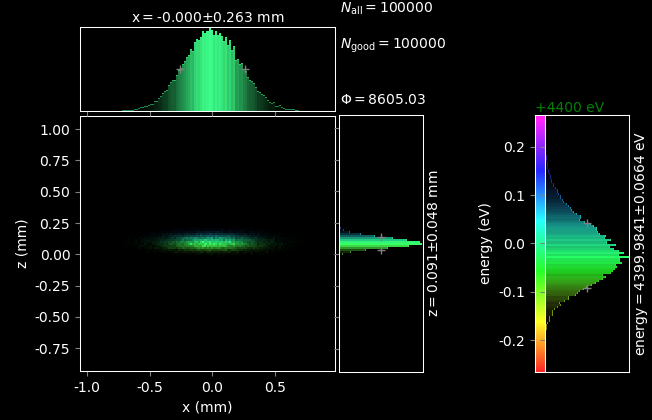 x = -0.000±0.263 mm
N_all = 100000
N_good = 100000
Φ = 8605.03
+4400 eV
1.00
0.75
0.50
0.25
0.00
-0.25
-0.50
-0.75
z (mm)
-1.0
-0.5
0.0
0.5
x (mm)
z = 0.091±0.048 mm
0.2
0.1
0.0
-0.1
-0.2
energy (eV)
energy = 4399.9841±0.0664 eV